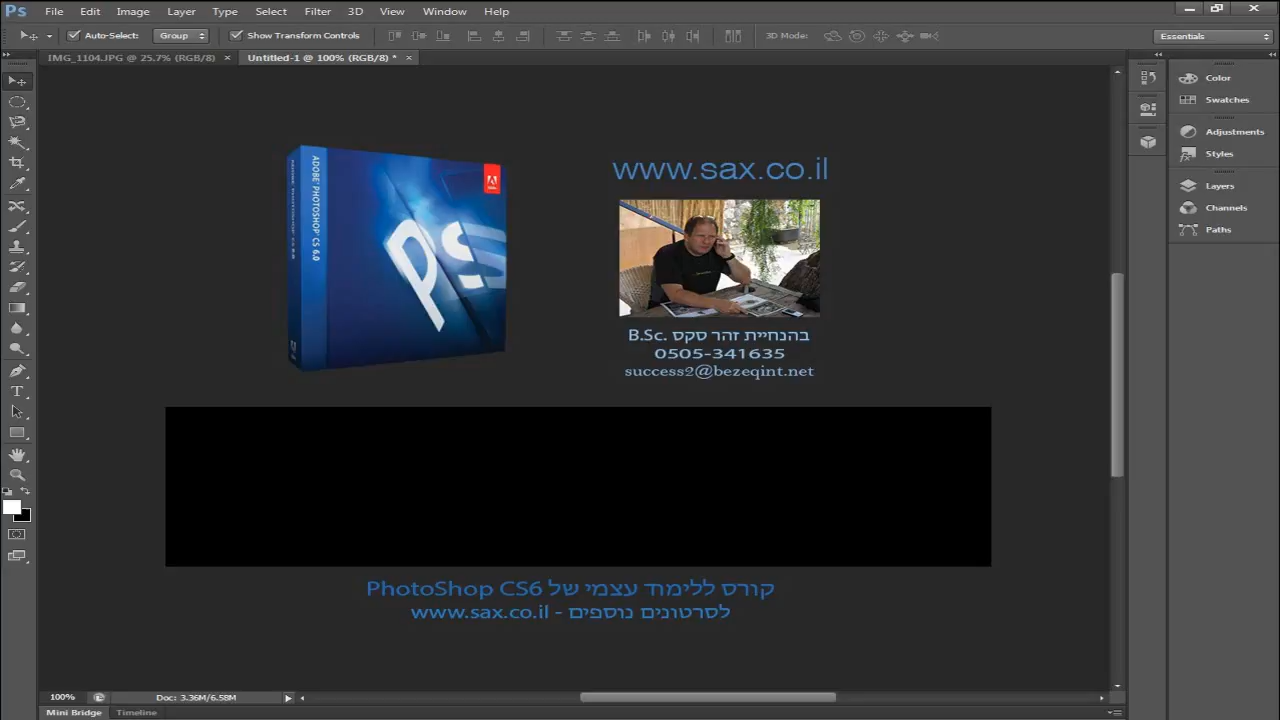 Ps File Edit Image Layer Type Select Filter 3D View Window Help
Auto-Select: Group Show Transform Controls 3D Mode: Essentials
IMG_1104.JPG @ 25.7% (RGB/8) × Untitled-1 @ 100% (RGB/8) * ×
Color
Swatches
Adjustments
Styles
Layers
Channels
Paths
ADOBE® PHOTOSHOP® CS 6.0
Ps
www.sax.co.il
בהנחיית זהר סקס B.Sc.
0505-341635
success2@bezeqint.net
קורס ללימוד עצמי של PhotoShop CS6
לסרטונים נוספים - www.sax.co.il
100% Doc: 3.36M/6.58M
Mini Bridge Timeline